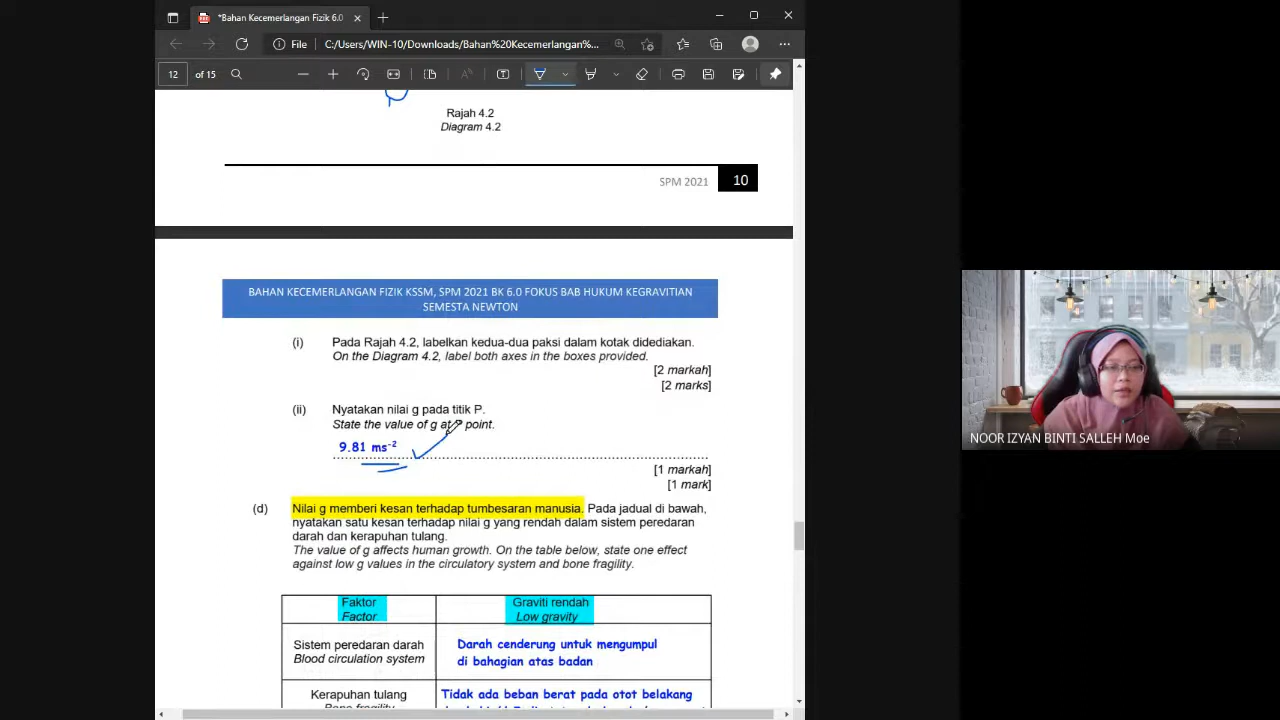 *Bahan Kecemerlangan Fizik 6.0
File
C:/Users/WIN-10/Downloads/Bahan%20Kecemerlangan%...
12 of 15
Rajah 4.2
Diagram 4.2
SPM 2021 10
BAHAN KECEMERLANGAN FIZIK KSSM, SPM 2021 BK 6.0 FOKUS BAB HUKUM KEGRAVITIAN
SEMESTA NEWTON
(i) Pada Rajah 4.2, labelkan kedua-dua paksi dalam kotak didediakan.
On the Diagram 4.2, label both axes in the boxes provided.
[2 markah]
[2 marks]
(ii) Nyatakan nilai g pada titik P.
State the value of g at P point.
9.81 ms⁻²
[1 markah]
[1 mark]
(d) Nilai g memberi kesan terhadap tumbesaran manusia. Pada jadual di bawah,
nyatakan satu kesan terhadap nilai g yang rendah dalam sistem peredaran
darah dan kerapuhan tulang.
The value of g affects human growth. On the table below, state one effect
against low g values in the circulatory system and bone fragility.
Faktor
Factor
Graviti rendah
Low gravity
Sistem peredaran darah
Blood circulation system
Darah cenderung untuk mengumpul
di bahagian atas badan
Kerapuhan tulang
Bone fragility
Tidak ada beban berat pada otot belakang
NOOR IZYAN BINTI SALLEH Moe